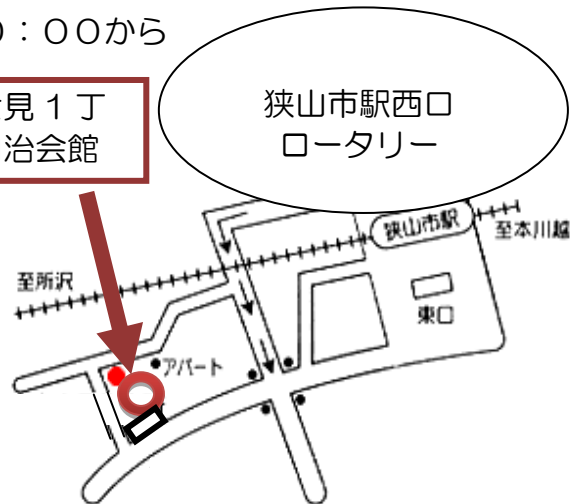 ０：００から
見１丁
治会館
狭山市駅西口
ロータリー
狭山市駅
至本川越
至所沢
東口
アパート